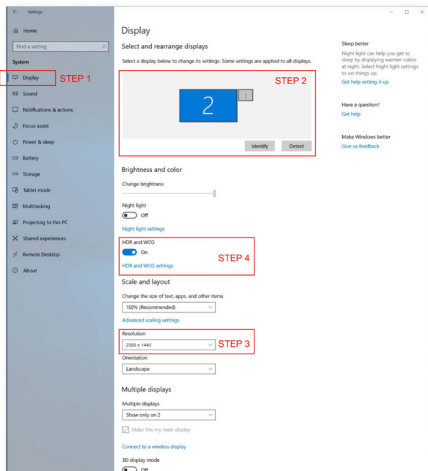 Settings
Home
Find a setting
System
Display
STEP 1
Sound
Notifications & actions
Focus assist
Power & sleep
Battery
Storage
Tablet mode
Multitasking
Projecting to this PC
Shared experiences
Remote Desktop
About
Display
Select and rearrange displays
Select a display below to change its settings. Some settings are applied to all displays.
STEP 2
2
1
Identify
Detect
Brightness and color
Change brightness
Night light
Off
Night light settings
HDR and WCG
On
STEP 4
HDR and WCG settings
Scale and layout
Change the size of text, apps, and other items
150% (Recommended)
Advanced scaling settings
Resolution
2560 x 1440
STEP 3
Orientation
Landscape
Multiple displays
Multiple displays
Show only on 2
Make this my main display
Connect to a wireless display
3D display mode
Off
Sleep better
Night light can help you get to
sleep by displaying warmer colors
at night. Select Night light settings
to set things up.
Get help setting it up
Have a question?
Get help
Make Windows better
Give us feedback